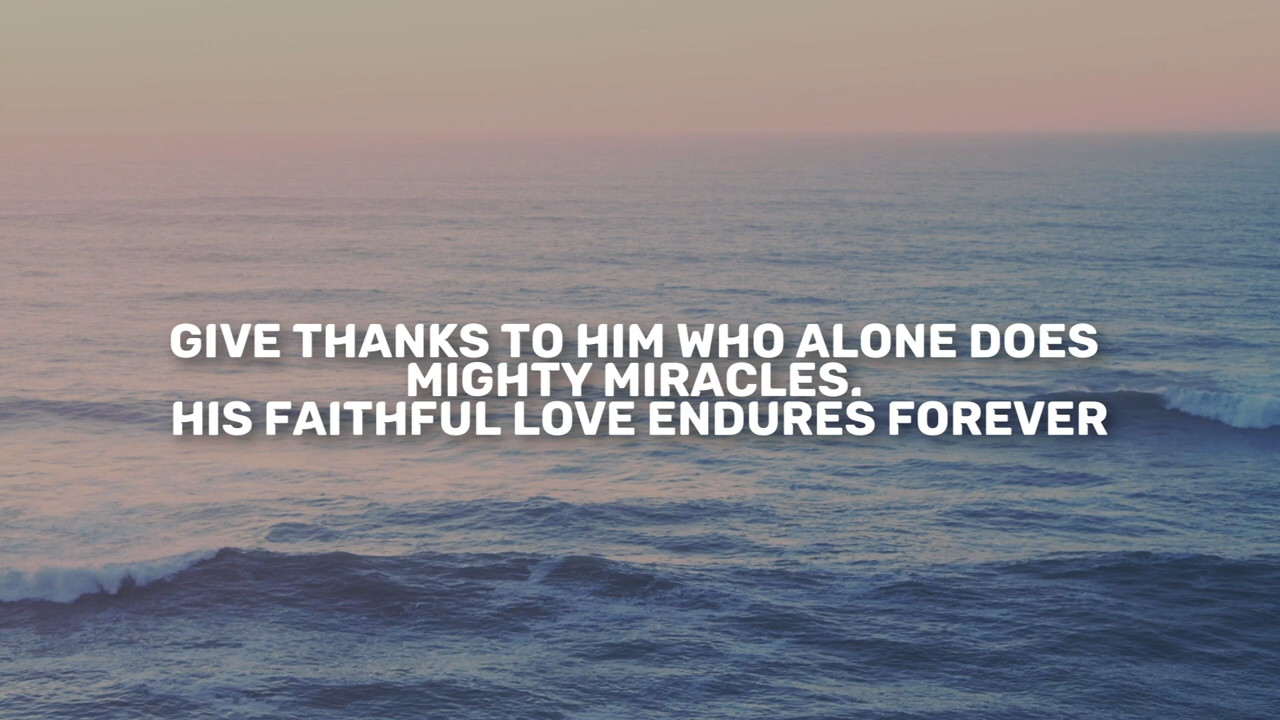 GIVE THANKS TO HIM WHO ALONE DOES
MIGHTY MIRACLES.
HIS FAITHFUL LOVE ENDURES FOREVER